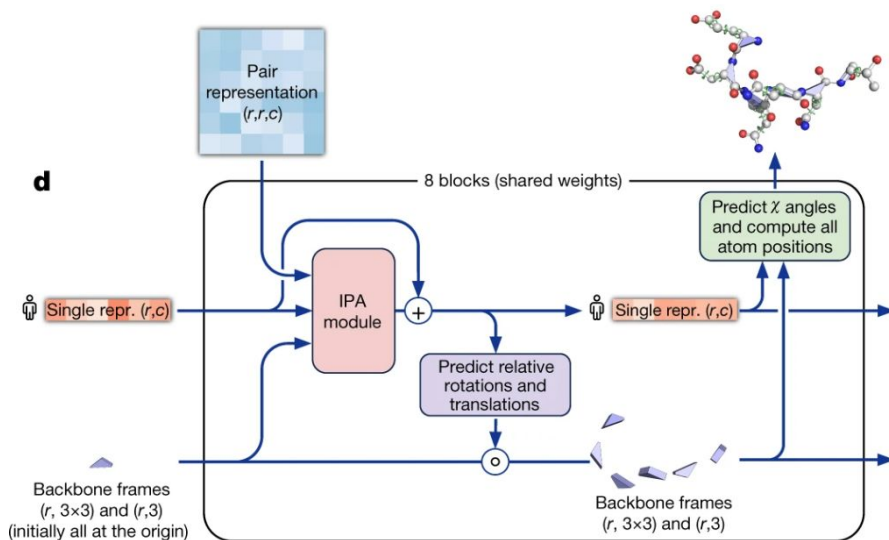 Pair
representation
(r,r,c)
d
8 blocks (shared weights)
Predict χ angles
and compute all
atom positions
Single repr. (r,c)
IPA
module
+
Single repr. (r,c)
Predict relative
rotations and
translations
Backbone frames
(r, 3×3) and (r,3)
(initially all at the origin)
Backbone frames
(r, 3×3) and (r,3)